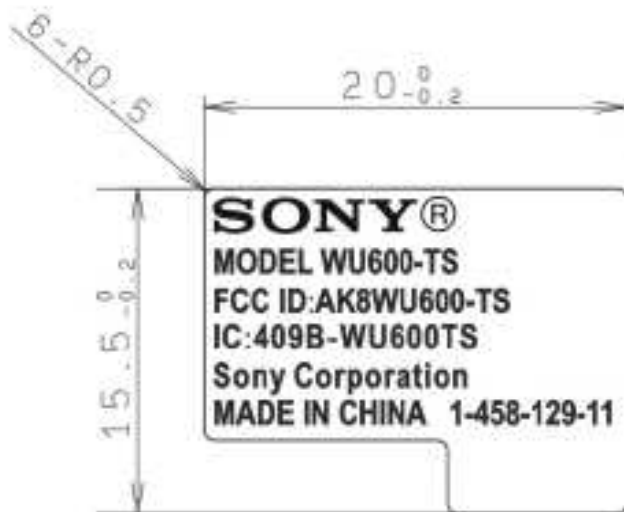 6-R0.5
20 0 -0.2
15.5 0 -0.2
SONY®
MODEL WU600-TS
FCC ID:AK8WU600-TS
IC:409B-WU600TS
Sony Corporation
MADE IN CHINA 1-458-129-11